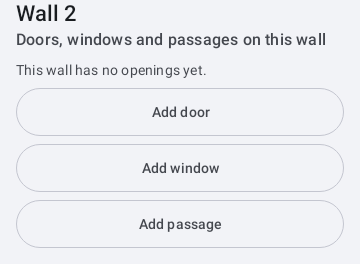 Wall 2
Doors, windows and passages on this wall
This wall has no openings yet.
Add door
Add window
Add passage